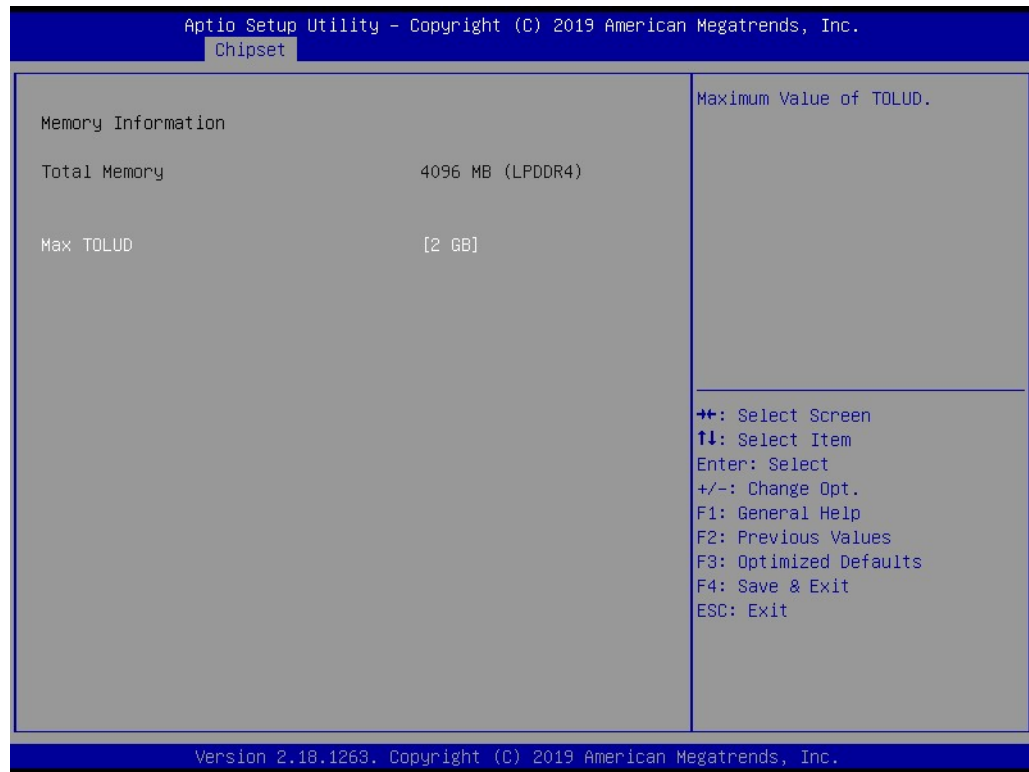 Aptio Setup Utility – Copyright (C) 2019 American Megatrends, Inc.
Chipset
Memory Information
Total Memory 4096 MB (LPDDR4)
Max TOLUD [2 GB]
Maximum Value of TOLUD.
→←: Select Screen
↑↓: Select Item
Enter: Select
+/-: Change Opt.
F1: General Help
F2: Previous Values
F3: Optimized Defaults
F4: Save & Exit
ESC: Exit
Version 2.18.1263. Copyright (C) 2019 American Megatrends, Inc.